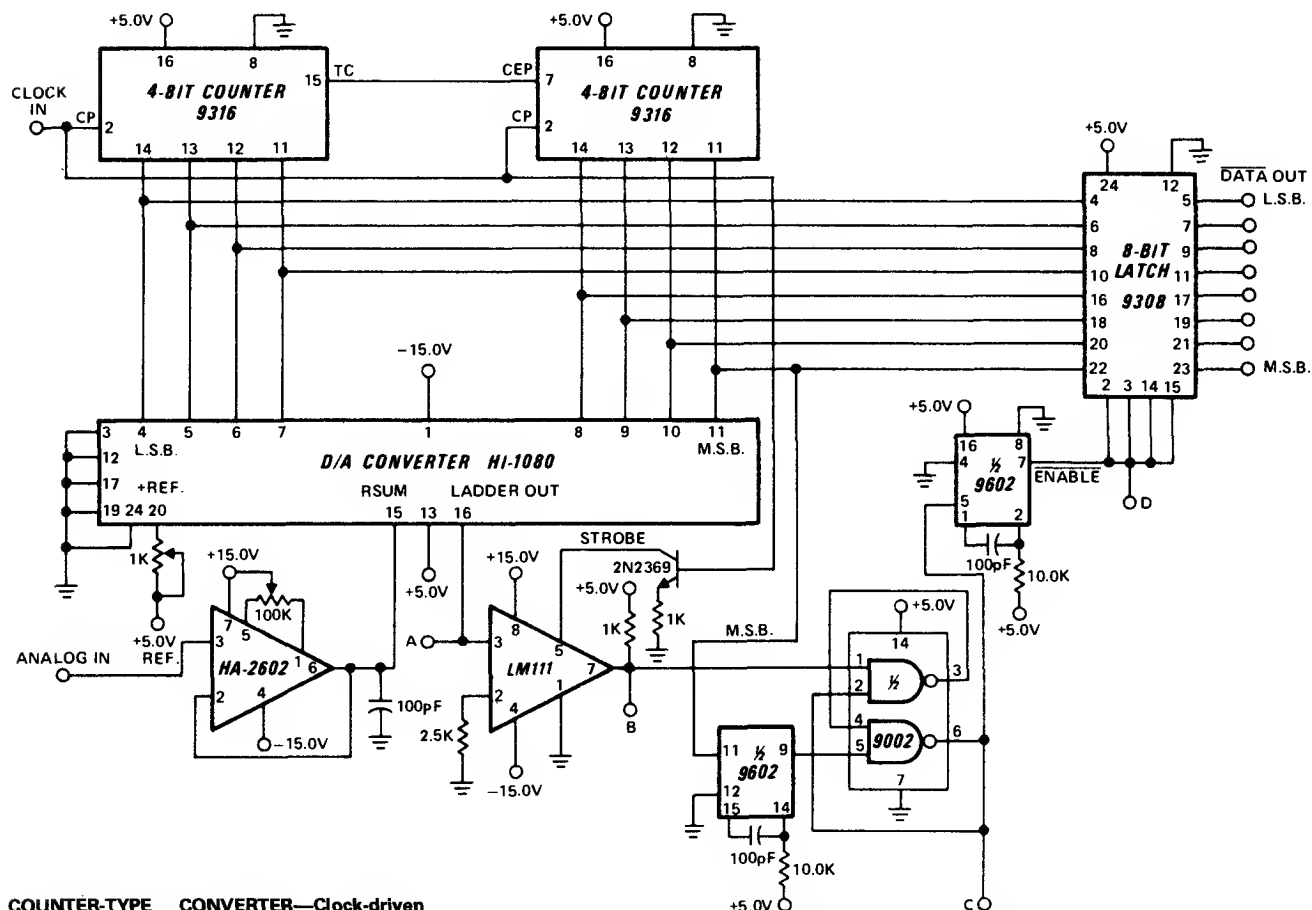 +5.0V
16
8
4-BIT COUNTER
9316
15
TC
CLOCK
IN
CP
2
14
13
12
11
+5.0V
16
8
CEP
7
4-BIT COUNTER
9316
CP
2
14
13
12
11
+5.0V
24
12
DATA OUT
4
5
L.S.B.
6
7
8
9
8-BIT
10
LATCH
11
16
9308
17
18
19
20
21
22
23
M.S.B.
2
3
14
15
-15.0V
3
4
5
6
7
1
8
9
10
11
L.S.B.
M.S.B.
12
D/A CONVERTER HI-1080
17
+REF.
RSUM
LADDER OUT
19
24
20
15
13
16
1K
+5.0V
REF.
+15.0V
100K
7
5
3
1
6
HA-2602
2
4
ANALOG IN
-15.0V
100pF
+5.0V
STROBE
2N2369
+15.0V
+5.0V
1K
1K
A
8
3
5
LM111
7
2
1
4
2.5K
-15.0V
B
M.S.B.
+5.0V
16
8
4
½
7
ENABLE
9602
5
1
2
100pF
10.0K
+5.0V
D
+5.0V
14
1
3
½
2
4
9002
6
5
7
11
½
9
9602
12
15
14
100pF
10.0K
+5.0V
C
COUNTER-TYPE CONVERTER—Clock-driven